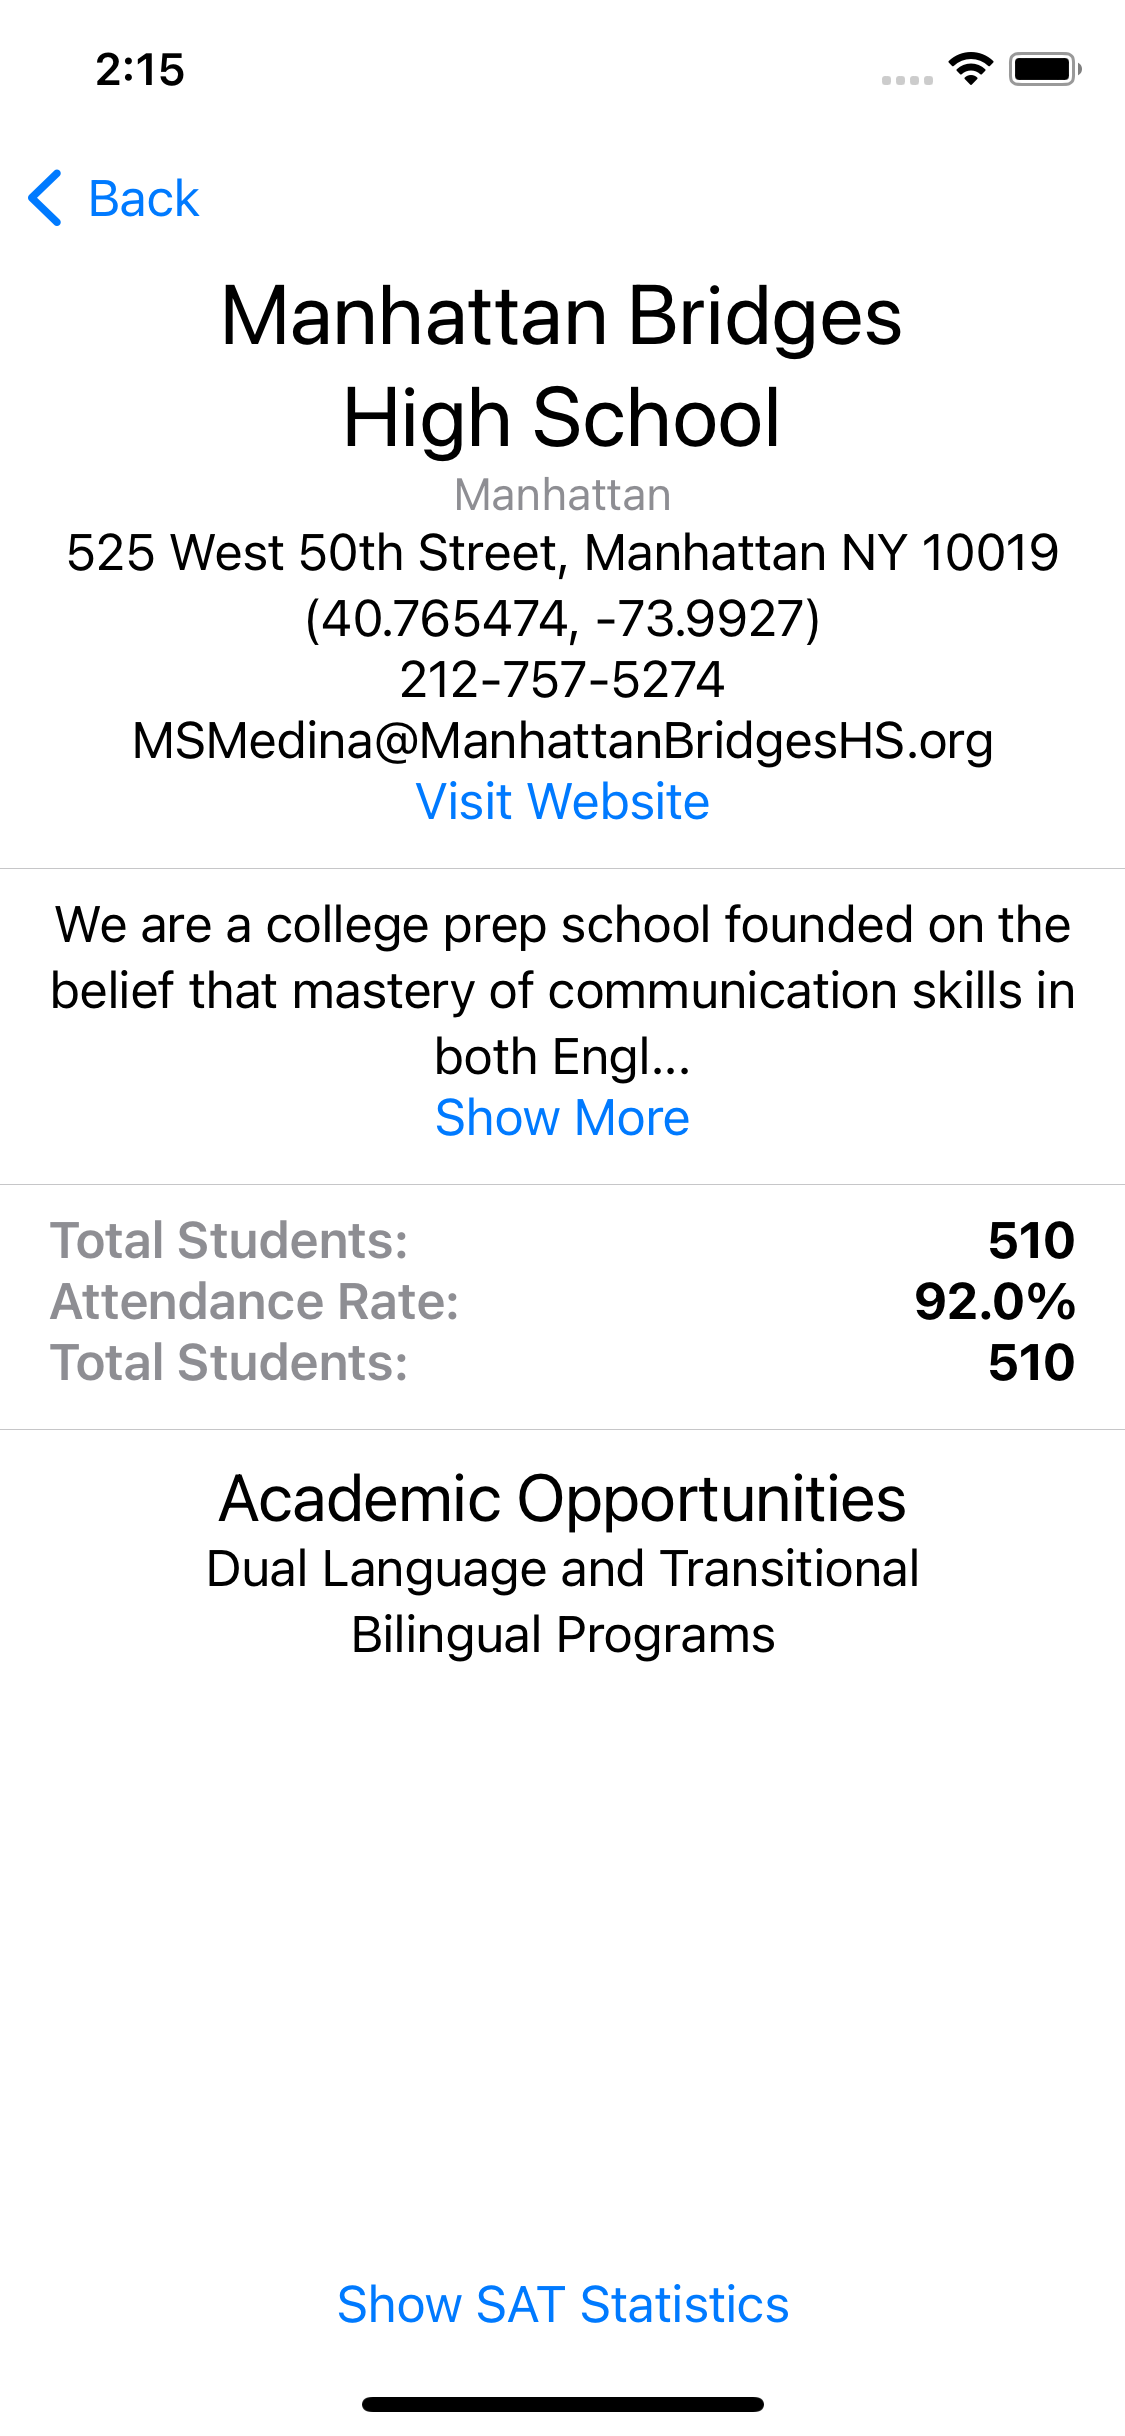 2:15
Back
Manhattan Bridges
High School
Manhattan
525 West 50th Street, Manhattan NY 10019
(40.765474, -73.9927)
212-757-5274
MSMedina@ManhattanBridgesHS.org
Visit Website
We are a college prep school founded on the
belief that mastery of communication skills in
both Engl...
Show More
Total Students: 510
Attendance Rate: 92.0%
Total Students: 510
Academic Opportunities
Dual Language and Transitional
Bilingual Programs
Show SAT Statistics